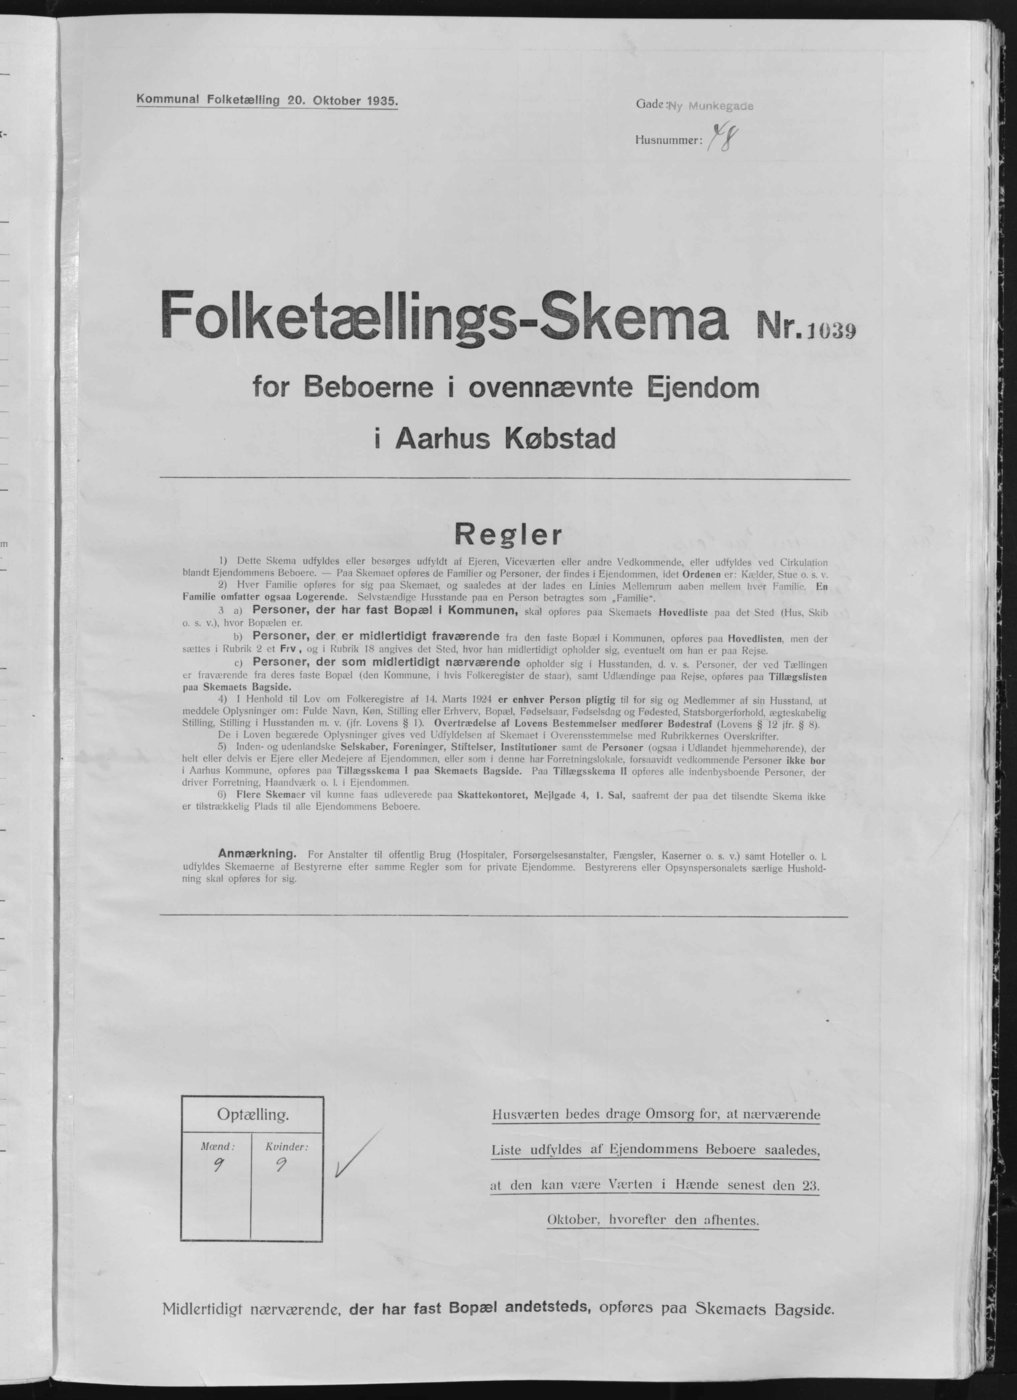 Kommunal Folketælling 20. Oktober 1935.
Gade: Ny Munkegade
Husnummer: 48
Folketællings-Skema Nr. 1039
for Beboerne i ovennævnte Ejendom
i Aarhus Købstad
Regler
1) Dette Skema udfyldes eller besørges udfyldt af Ejeren, Viceværten eller andre Vedkommende, eller udfyldes ved Cirkulation
blandt Ejendommens Beboere. — Paa Skemaet opføres de Familier og Personer, der findes i Ejendommen, idet Ordenen er: Kælder, Stue o. s. v.
2) Hver Familie opføres for sig paa Skemaet, og saaledes at der lades en Linies Mellemrum aaben mellem hver Familie. En
Familie omfatter ogsaa Logerende. Selvstændige Husstande paa en Person betragtes som „Familie“.
3 a) Personer, der har fast Bopæl i Kommunen, skal opføres paa Skemaets Hovedliste paa det Sted (Hus, Skib
o. s. v.), hvor Bopælen er.
b) Personer, der er midlertidigt fraværende fra den faste Bopæl i Kommunen, opføres paa Hovedlisten, men der
sættes i Rubrik 2 et Frv., og i Rubrik 18 angives det Sted, hvor han midlertidigt opholder sig, eventuelt om han er paa Rejse.
c) Personer, der som midlertidigt nærværende opholder sig i Husstanden, d. v. s. Personer, der ved Tællingen
er fraværende fra deres faste Bopæl (den Kommune, i hvis Folkeregister de staar), samt Udlændinge paa Rejse, opføres paa Tillægslisten
paa Skemaets Bagside.
4) I Henhold til Lov om Folkeregistre af 14. Marts 1924 er enhver Person pligtig til for sig og Medlemmer af sin Husstand, at
meddele Oplysninger om: Fulde Navn, Køn, Stilling eller Erhverv, Bopæl, Fødselsaar, Fødselsdag og Fødested, Statsborgerforhold, ægteskabelig
Stilling, Stilling i Husstanden m. v. (jfr. Lovens § 1). Overtrædelse af Lovens Bestemmelser medfører Bødestraf (Lovens § 12 jfr. § 8).
De i Loven begærede Oplysninger gives ved Udfyldelsen af Skemaet i Overensstemmelse med Rubrikkernes Overskrifter.
5) Inden- og udenlandske Selskaber, Foreninger, Stiftelser, Institutioner samt de Personer (ogsaa i Udlandet hjemmehørende), der
helt eller delvis er Ejere eller Medejere af Ejendommen, eller som i denne har Forretningslokale, forsaavidt vedkommende Personer ikke bor
i Aarhus Kommune, opføres paa Tillægsskema I paa Skemaets Bagside. Paa Tillægsskema II opføres alle indenbysboende Personer, der
driver Forretning, Haandværk o. l. i Ejendommen.
6) Flere Skemaer vil kunne faas udleverede paa Skattekontoret, Mejlgade 4, 1. Sal, saafremt der paa det tilsendte Skema ikke
er tilstrækkelig Plads til alle Ejendommens Beboere.
Anmærkning. For Anstalter til offentlig Brug (Hospitaler, Forsørgelsesanstalter, Fængsler, Kaserner o. s. v.) samt Hoteller o. l.
udfyldes Skemaerne af Bestyrerne efter samme Regler som for private Ejendomme. Bestyrerens eller Opsynspersonalets særlige Hushold-
ning skal opføres for sig.
Optælling.
Mænd: Kvinder:
9 9
Husværten bedes drage Omsorg for, at nærværende
Liste udfyldes af Ejendommens Beboere saaledes,
at den kan være Værten i Hænde senest den 23.
Oktober, hvorefter den afhentes.
Midlertidigt nærværende, der har fast Bopæl andetsteds, opføres paa Skemaets Bagside.